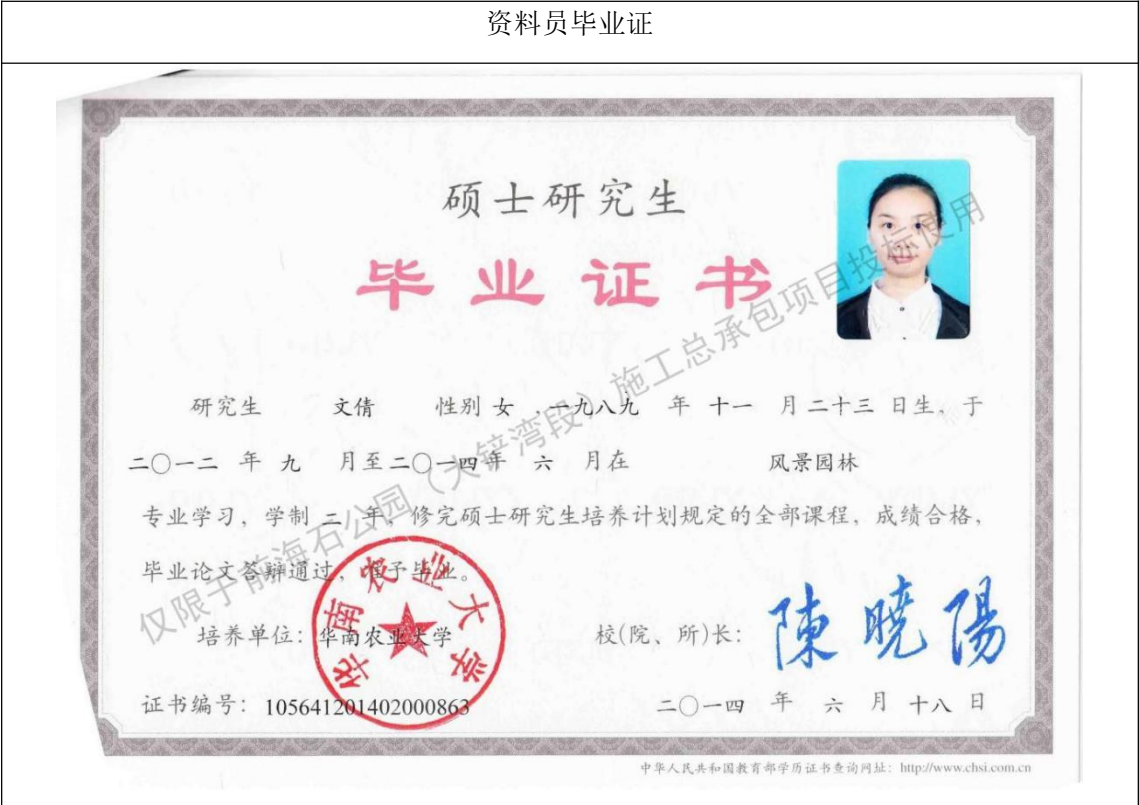 资料员毕业证
硕士研究生
毕业证书
研究生 文倩 性别 女 ,一九八九 年 十一 月 二十三 日生, 于
二〇一二 年 九 月至 二〇一四 年 六 月在 风景园林
专业学习, 学制 二 年, 修完硕士研究生培养计划规定的全部课程, 成绩合格,
毕业论文答辩通过, 准予毕业。
培养单位: 华南农业大学 校(院、所)长: 陳曉陽
华南农业大学
证书编号: 105641201402000863 二〇一四 年 六 月 十八 日
中华人民共和国教育部学历证书查询网址: http://www.chsi.com.cn
仅限于前海石公园（大铲湾段）施工总承包项目投标使用